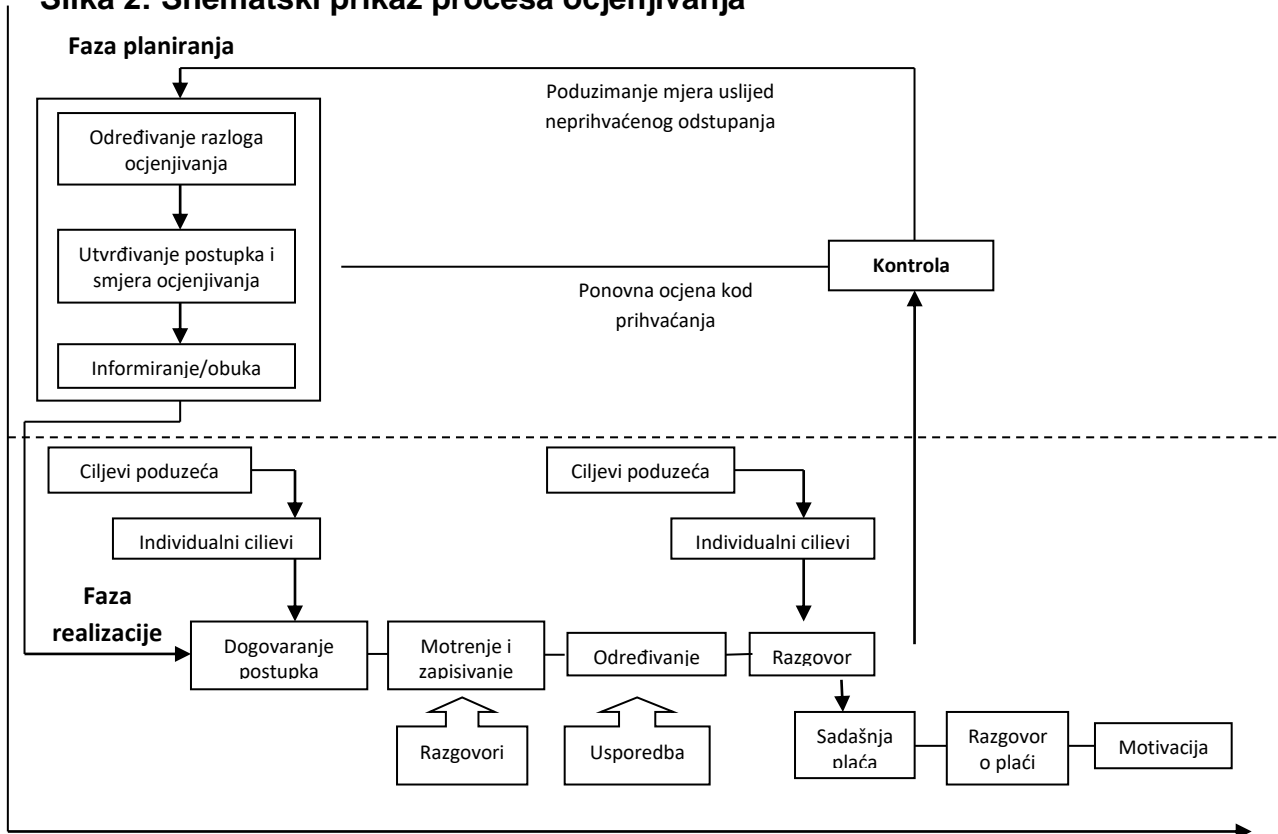 Slika 2: Shematski prikaz procesa ocjenjivanja
Faza planiranja
Poduzimanje mjera uslijed
neprihvaćenog odstupanja
Određivanje razloga
ocjenjivanja
Utvrđivanje postupka i
smjera ocjenjivanja
Kontrola
Ponovna ocjena kod
prihvaćanja
Informiranje/obuka
Ciljevi poduzeća
Ciljevi poduzeća
Individualni ciljevi
Individualni ciljevi
Faza
realizacije
Dogovaranje
postupka
Motrenje i
zapisivanje
Određivanje
Razgovor
Razgovori
Usporedba
Sadašnja
plaća
Razgovor
o plaći
Motivacija